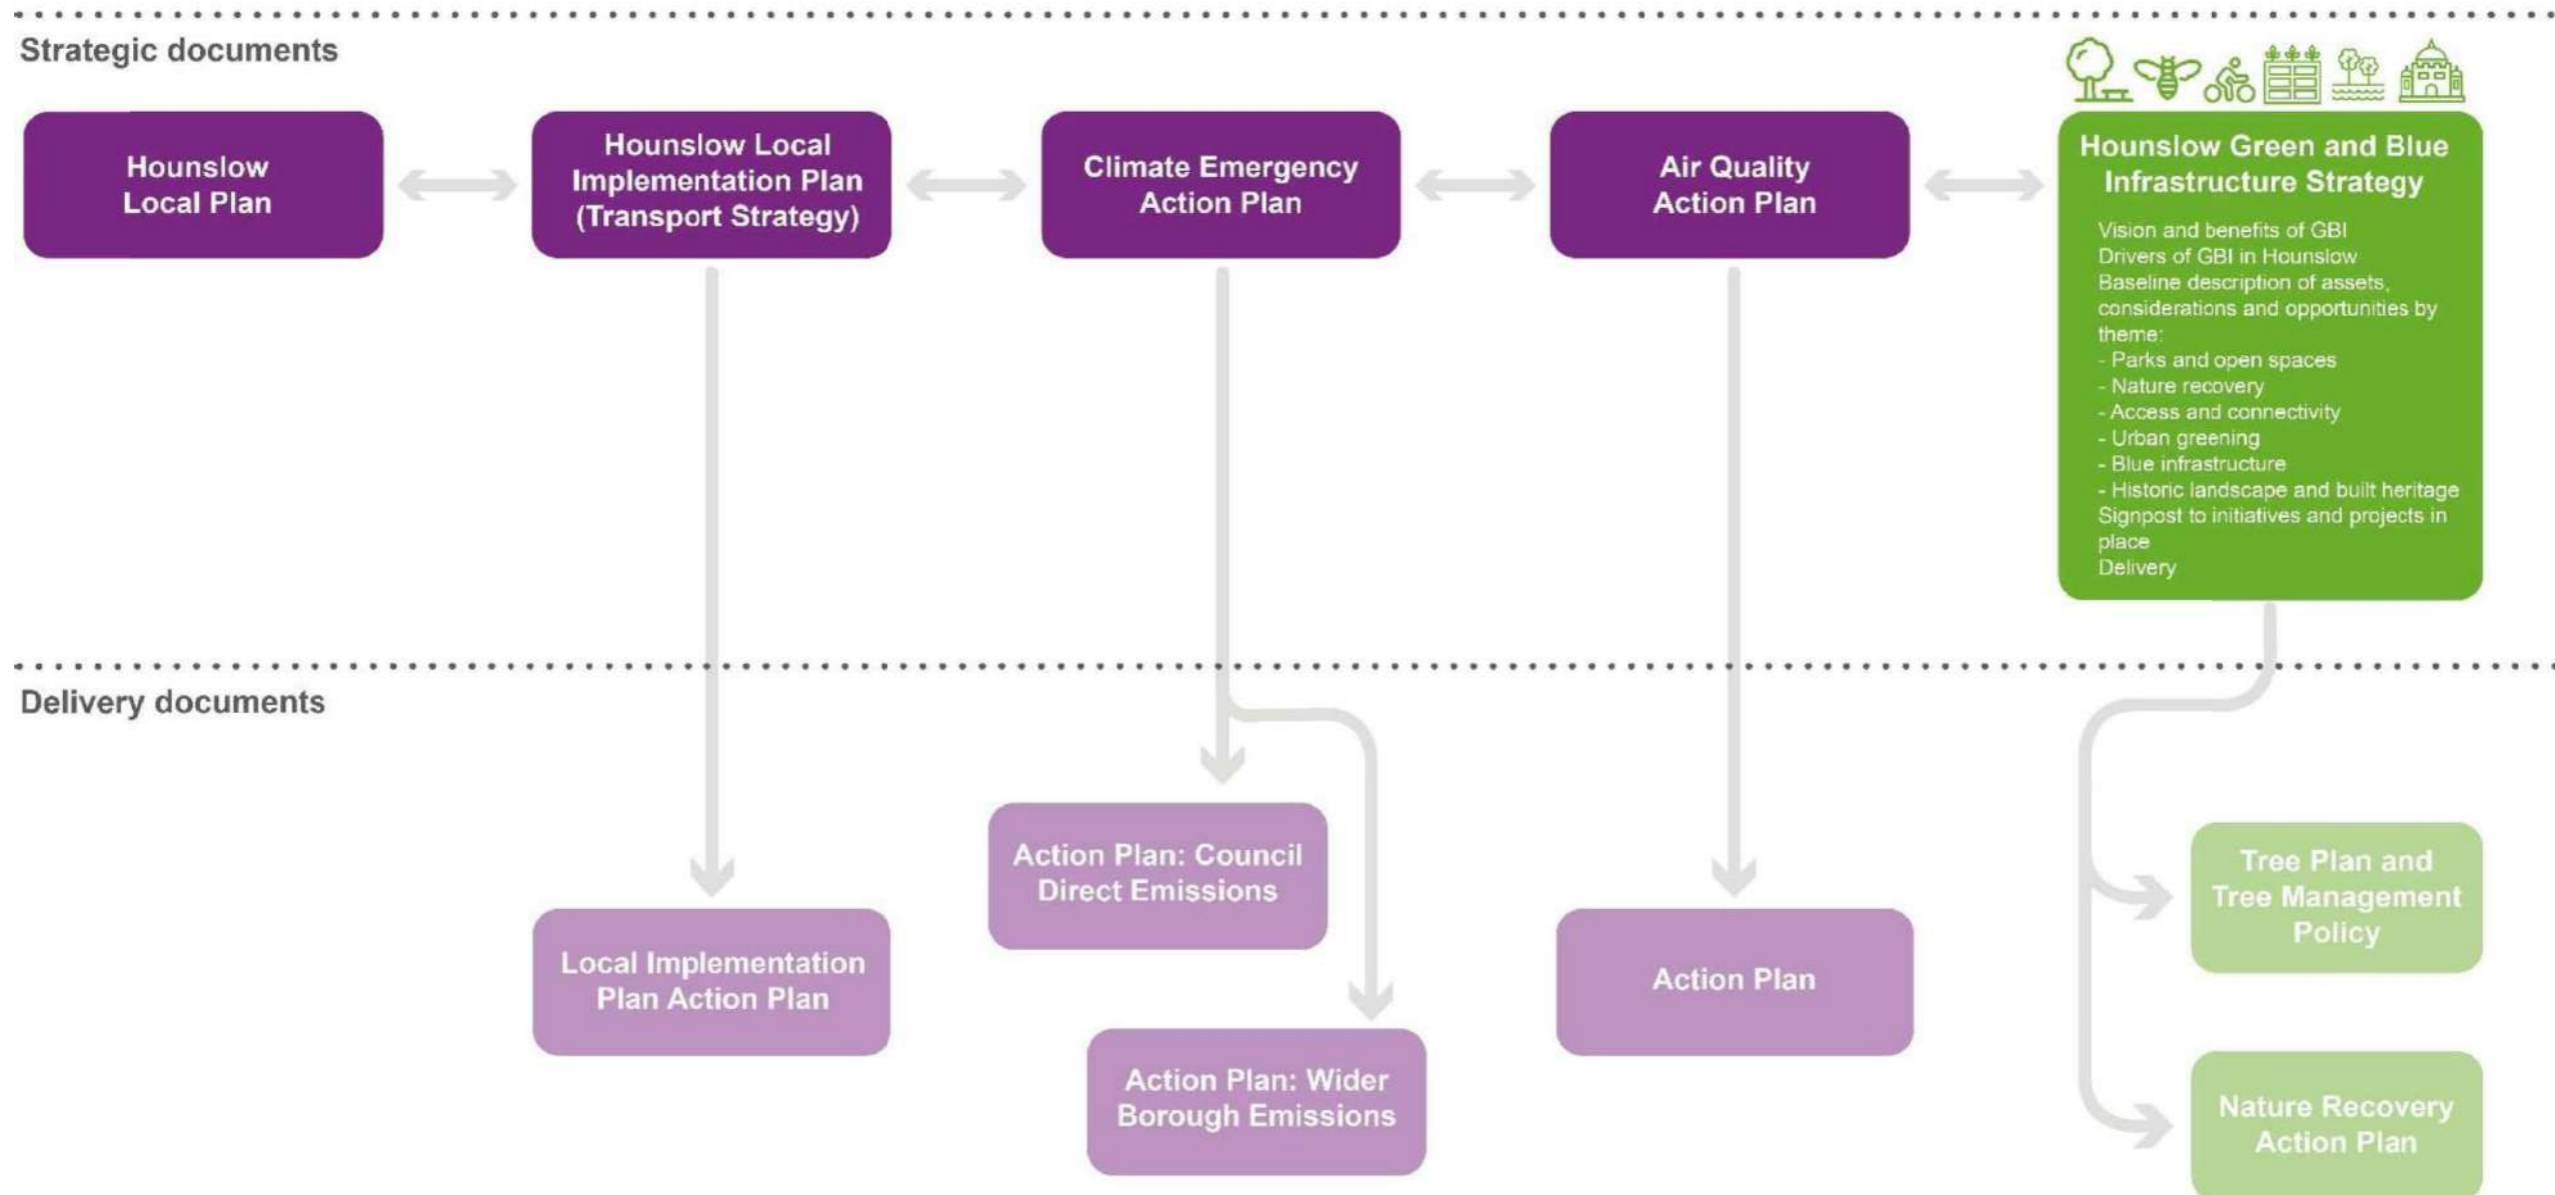 Strategic documents
Hounslow
Local Plan
Hounslow Local
Implementation Plan
(Transport Strategy)
Climate Emergency
Action Plan
Air Quality
Action Plan
Hounslow Green and Blue
Infrastructure Strategy
Vision and benefits of GBI
Drivers of GBI in Hounslow
Baseline description of assets,
considerations and opportunities by
theme:
- Parks and open spaces
- Nature recovery
- Access and connectivity
- Urban greening
- Blue infrastructure
- Historic landscape and built heritage
Signpost to initiatives and projects in
place
Delivery
Delivery documents
Local Implementation
Plan Action Plan
Action Plan: Council
Direct Emissions
Action Plan: Wider
Borough Emissions
Action Plan
Tree Plan and
Tree Management
Policy
Nature Recovery
Action Plan